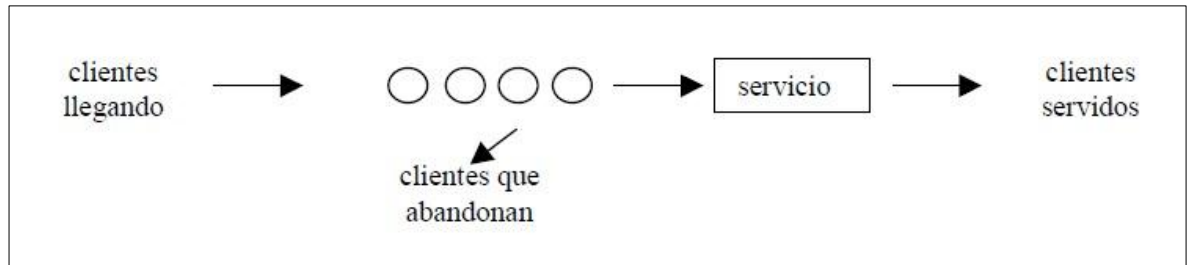 clientes
llegando
servicio
clientes
servidos
clientes que
abandonan